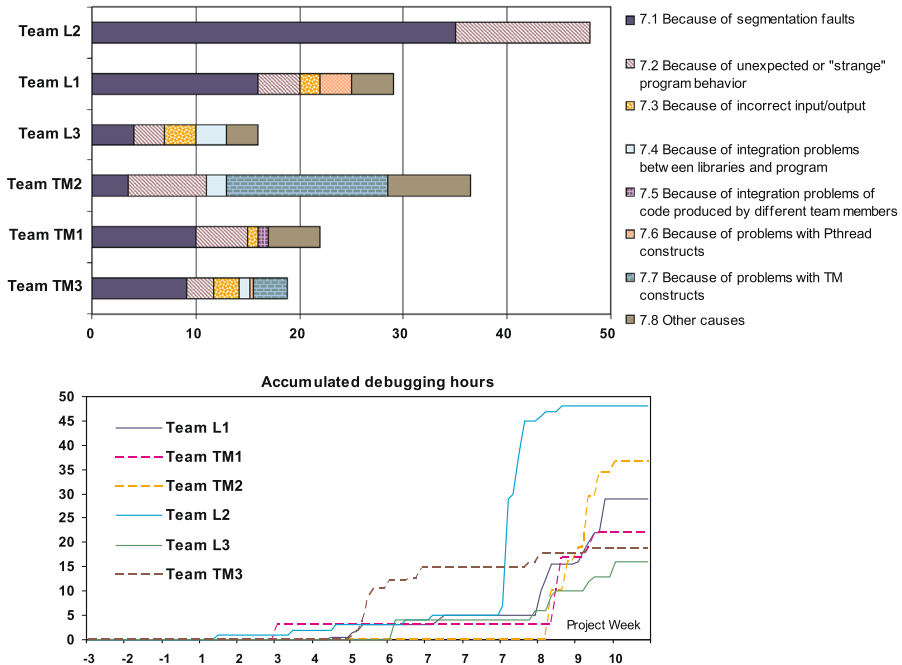 Team L2
Team L1
Team L3
Team TM2
Team TM1
Team TM3
0 10 20 30 40 50
7.1 Because of segmentation faults
7.2 Because of unexpected or "strange"
program behavior
7.3 Because of incorrect input/output
7.4 Because of integration problems
between libraries and program
7.5 Because of integration problems of
code produced by different team members
7.6 Because of problems with Pthread
constructs
7.7 Because of problems with TM
constructs
7.8 Other causes
Accumulated debugging hours
50
45
40
35
30
25
20
15
10
5
0
Team L1
Team TM1
Team TM2
Team L2
Team L3
Team TM3
Project Week
-3 -2 -1 1 2 3 4 5 6 7 7 8 9 10